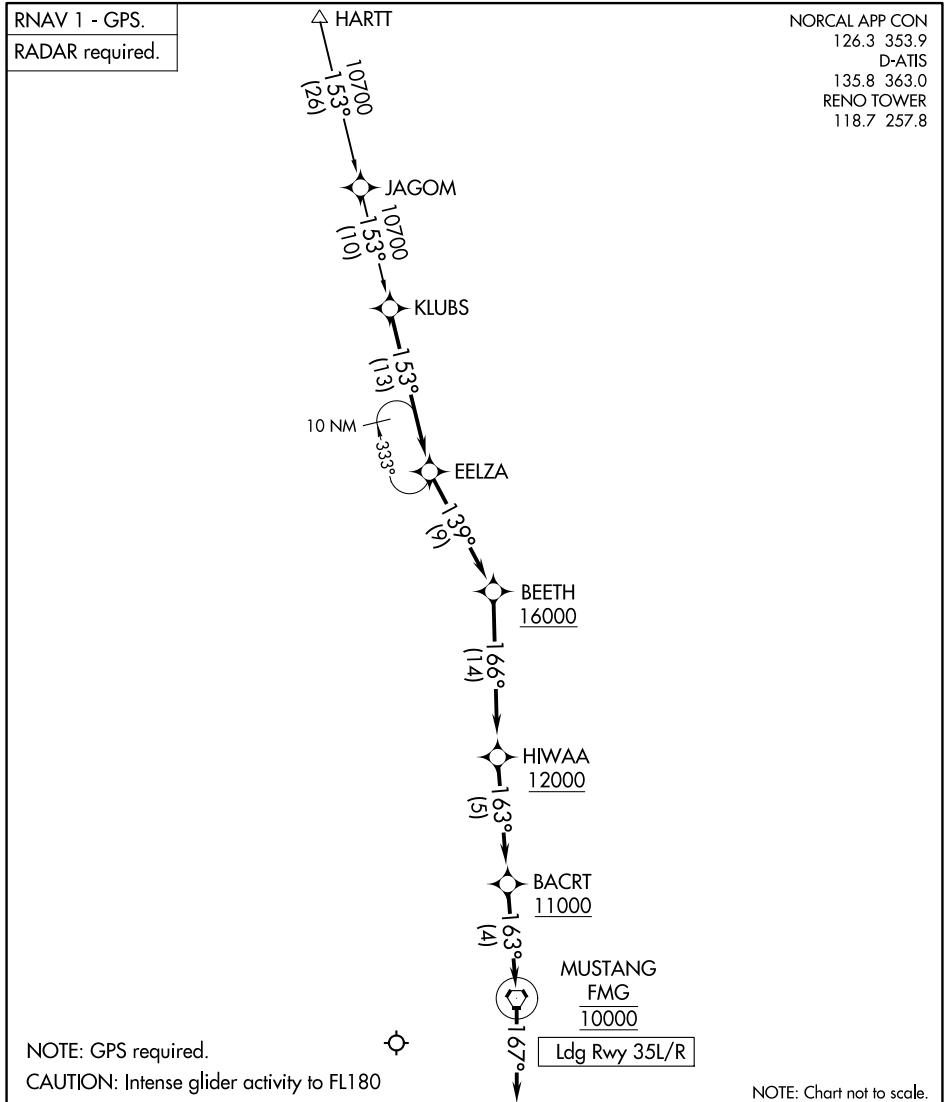 RNAV 1 - GPS.
RADAR required.
NORCAL APP CON
126.3 353.9
D-ATIS
135.8 363.0
RENO TOWER
118.7 257.8
HARTT
10700
153°
(26)
JAGOM
10700
153°
(10)
KLUBS
153°
(13)
10 NM
333°
EELZA
139°
(9)
BEETH
16000
166°
(14)
HIWAA
12000
163°
(5)
BACRT
11000
163°
(4)
MUSTANG
FMG
10000
167°
Ldg Rwy 35L/R
NOTE: GPS required.
CAUTION: Intense glider activity to FL180
NOTE: Chart not to scale.